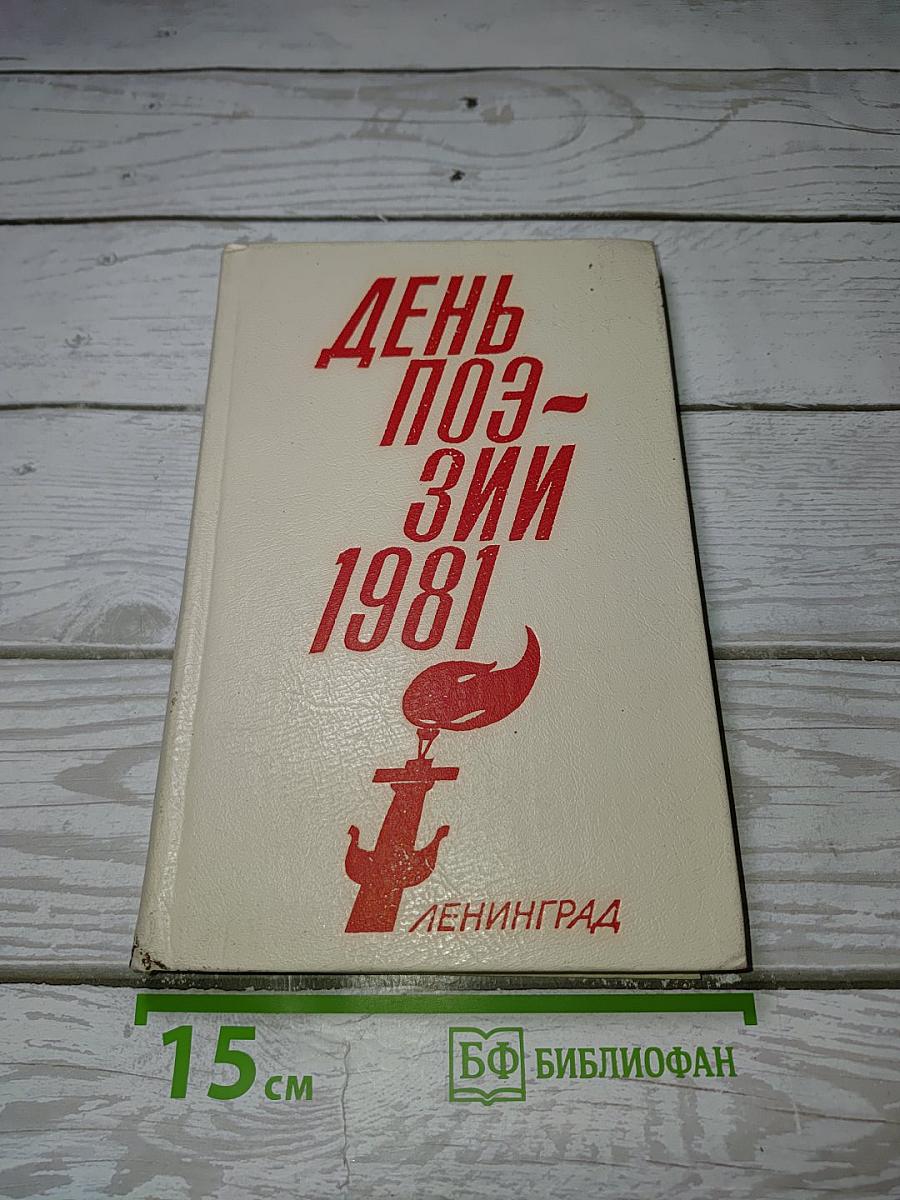 ДЕНЬ
ПОЭ~
ЗИИ
1981
ЛЕНИНГРАД
15 см
БФ БИБЛИОФАН